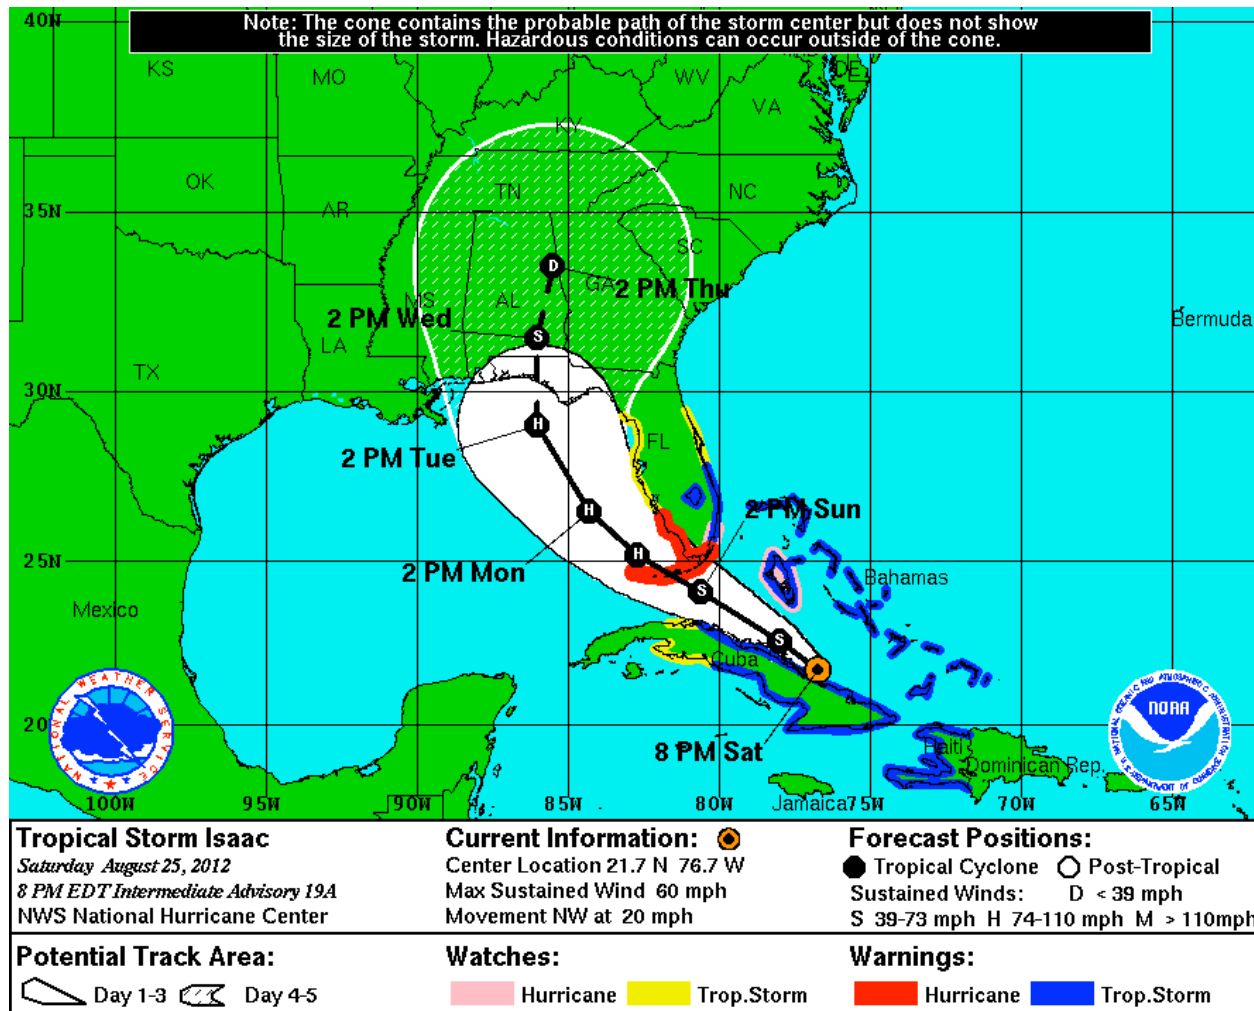 Note: The cone contains the probable path of the storm center but does not show
the size of the storm. Hazardous conditions can occur outside of the cone.
40N
KS
MO
WV
DE
VA
KY
OK
TN
NC
AR
35N
SC
GA
2 PM Thu
MS
AL
2 PM Wed
Bermuda
LA
TX
30N
FL
2 PM Tue
2 PM Sun
25N
2 PM Mon
Bahamas
Mexico
Cuba
NATIONAL WEATHER SERVICE
NATIONAL OCEANIC AND ATMOSPHERIC ADMINISTRATION
NOAA
20N
8 PM Sat
Haiti
Dominican Rep.
Jamaica
100W 95W 90W 85W 80W 75W 70W 65W
D
S
H
H
H
S
S
Tropical Storm Isaac
Saturday August 25, 2012
8 PM EDT Intermediate Advisory 19A
NWS National Hurricane Center
Current Information:
Center Location 21.7 N 76.7 W
Max Sustained Wind 60 mph
Movement NW at 20 mph
Forecast Positions:
Tropical Cyclone Post-Tropical
Sustained Winds: D < 39 mph
S 39-73 mph H 74-110 mph M > 110mph
Potential Track Area:
Day 1-3 Day 4-5
Watches:
Hurricane Trop.Storm
Warnings:
Hurricane Trop.Storm